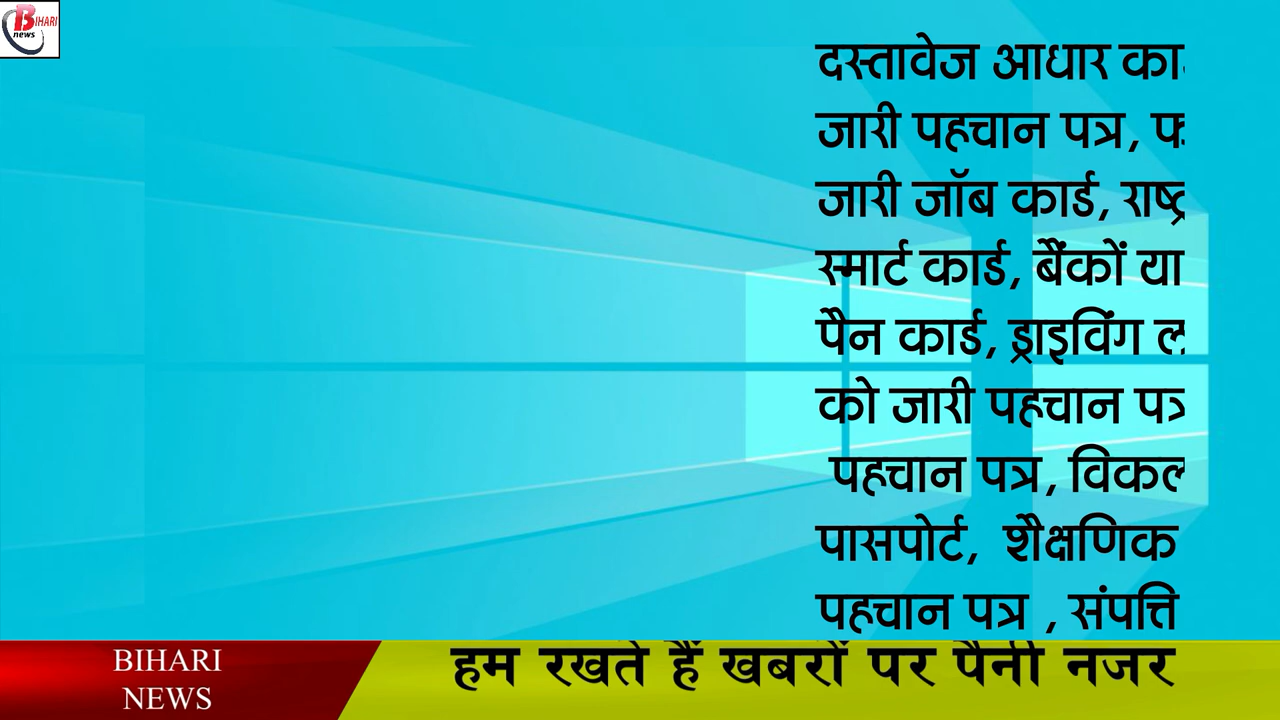 BIHARI
news
दस्तावेज आधार
जारी पहचान पत्र,
जारी जॉब कार्ड,
स्मार्ट कार्ड, बैंकों या
पैन कार्ड, ड्राइविंग
को जारी पहचान पत्र
पहचान पत्र,
पासपोर्ट, शैक्षणिक
पहचान पत्र , संपत्ति
BIHARI
NEWS
हम रखते हैं खबरों पर पैनी नजर